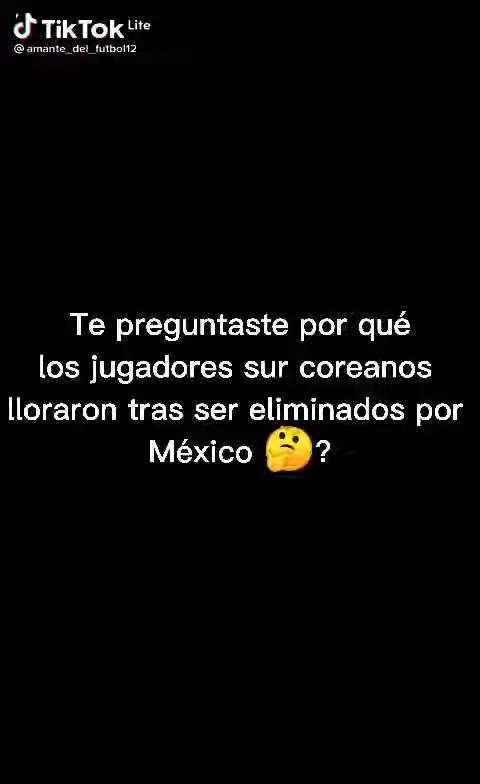 TikTok Lite
@amante_del_futbol12
Te preguntaste por qué
los jugadores sur coreanos
lloraron tras ser eliminados por
México 🤔?